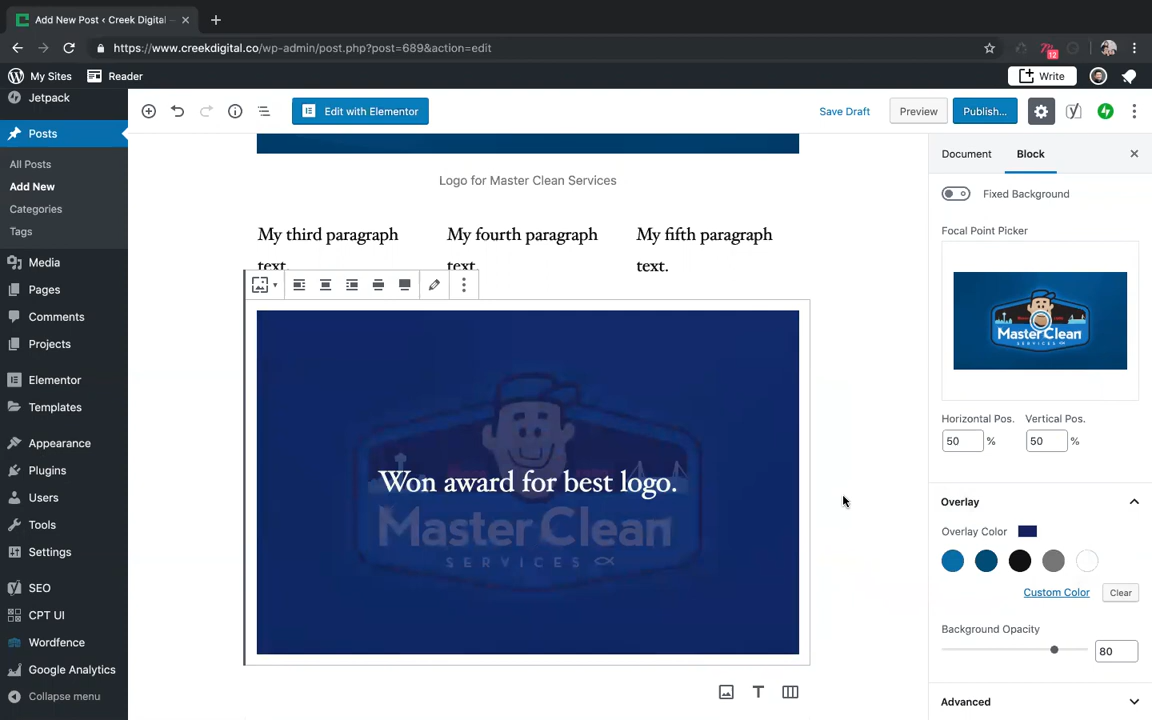 Add New Post ‹ Creek Digital —
https://www.creekdigital.co/wp-admin/post.php?post=689&action=edit
12
My Sites
Reader
Write
Jetpack
Posts
All Posts
Add New
Categories
Tags
Media
Pages
Comments
Projects
Elementor
Templates
Appearance
Plugins
Users
Tools
Settings
SEO
CPT UI
Wordfence
Google Analytics
Collapse menu
Edit with Elementor
Save Draft
Preview
Publish...
Logo for Master Clean Services
My third paragraph
text.
My fourth paragraph
text.
My fifth paragraph
text.
Won award for best logo.
Master Clean
SERVICES
Document
Block
Fixed Background
Focal Point Picker
Master Clean
SERVICES
Horizontal Pos.
Vertical Pos.
50 %
50 %
Overlay
Overlay Color
Custom Color
Clear
Background Opacity
80
Advanced